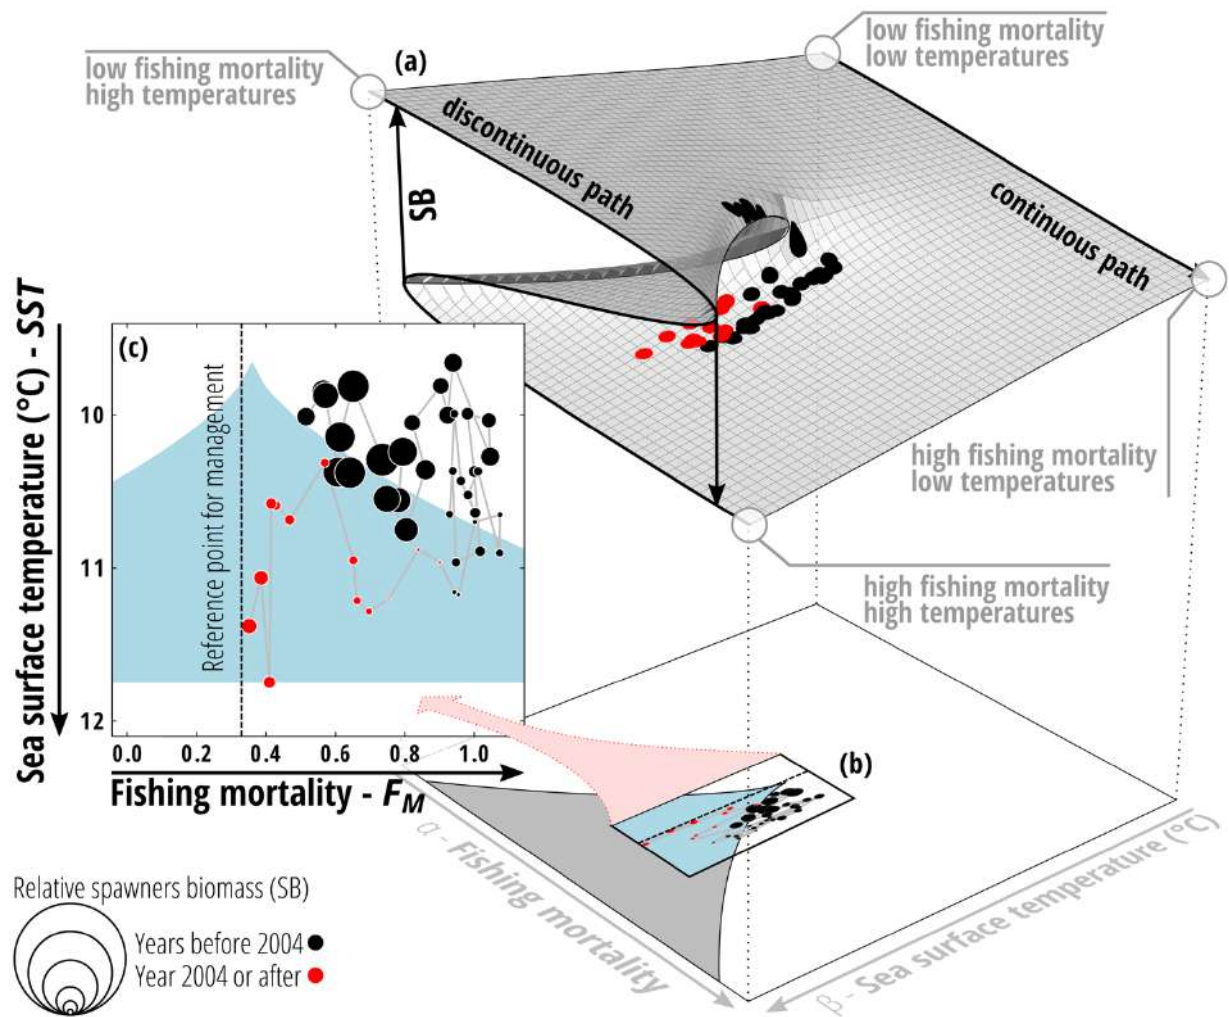 low fishing mortality
low temperatures
low fishing mortality
high temperatures
(a)
discontinuous path
continuous path
SB
high fishing mortality
low temperatures
high fishing mortality
high temperatures
(c)
Reference point for management
Sea surface temperature (°C) - SST
10
11
12
0.0 0.2 0.4 0.6 0.8 1.0
Fishing mortality - F_M
(b)
α - Fishing mortality
β - Sea surface temperature (°C)
Relative spawners biomass (SB)
Years before 2004
Year 2004 or after